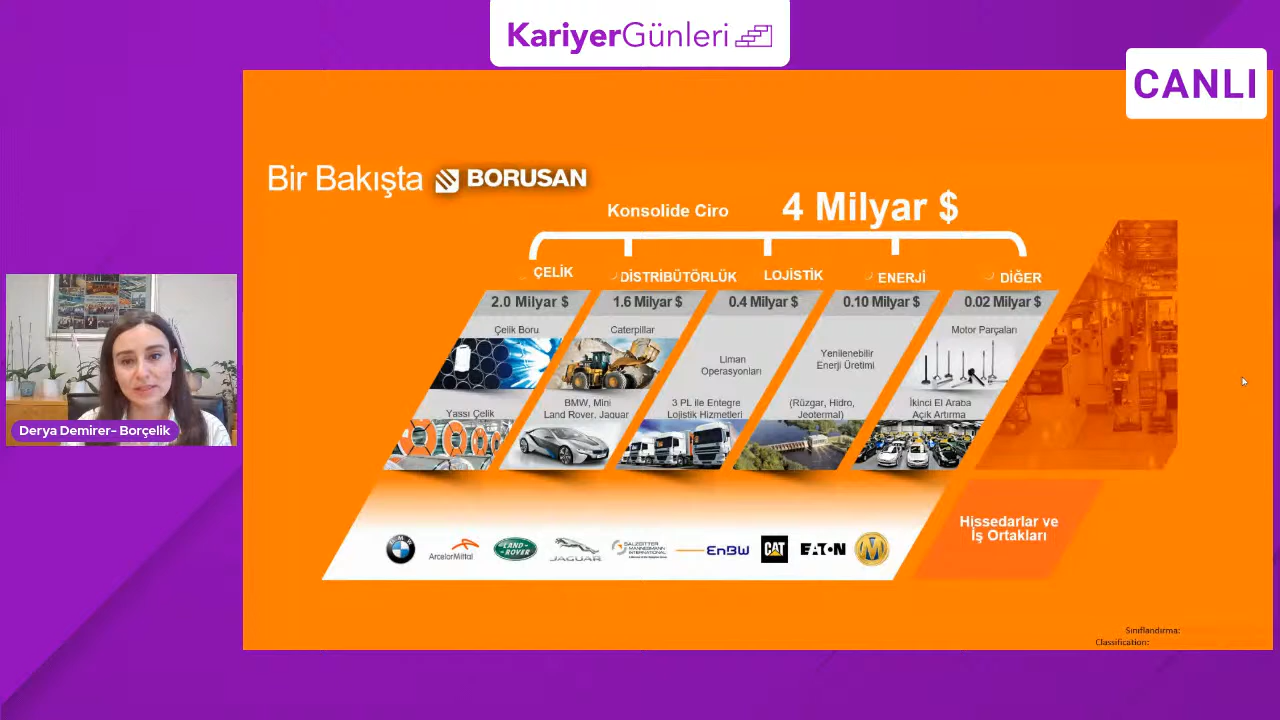 KariyerGünleri
CANLI
Bir Bakışta BORUSAN
Konsolide Ciro 4 Milyar $
ÇELİK DİSTRİBÜTÖRLÜK LOJİSTİK ENERJİ DİĞER
2.0 Milyar $ 1.6 Milyar $ 0.4 Milyar $ 0.10 Milyar $ 0.02 Milyar $
Çelik Boru
Yassı Çelik
Caterpillar
BMW, Mini
Land Rover, Jaguar
Liman
Operasyonları
3 PL ile Entegre
Lojistik Hizmetleri
Yenilenebilir
Enerji Üretimi
(Rüzgar, Hidro,
Jeotermal)
Motor Parçaları
İkinci El Araba
Açık Artırma
Derya Demirer- Borçelik
BMW
ArcelorMittal
LAND ROVER
JAGUAR
SALZGITTER
MANNESMANN
INTERNATIONAL
EnBW
CAT
EATON
M
Hissedarlar ve
İş Ortakları
Sınıflandırma:
Classification: